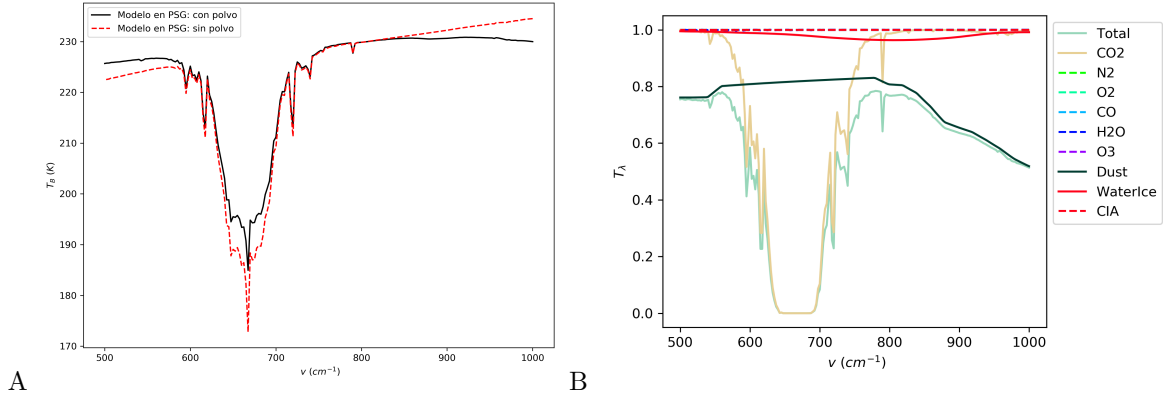 Modelo en PSG: con polvo
Modelo en PSG: sin polvo
230
220
210
200
190
180
170
T_B (K)
500
600
700
800
900
1000
v (cm⁻¹)
A
1.0
0.8
0.6
0.4
0.2
0.0
T_λ
500
600
700
800
900
1000
v (cm⁻¹)
B
Total
CO2
N2
O2
CO
H2O
O3
Dust
WaterIce
CIA